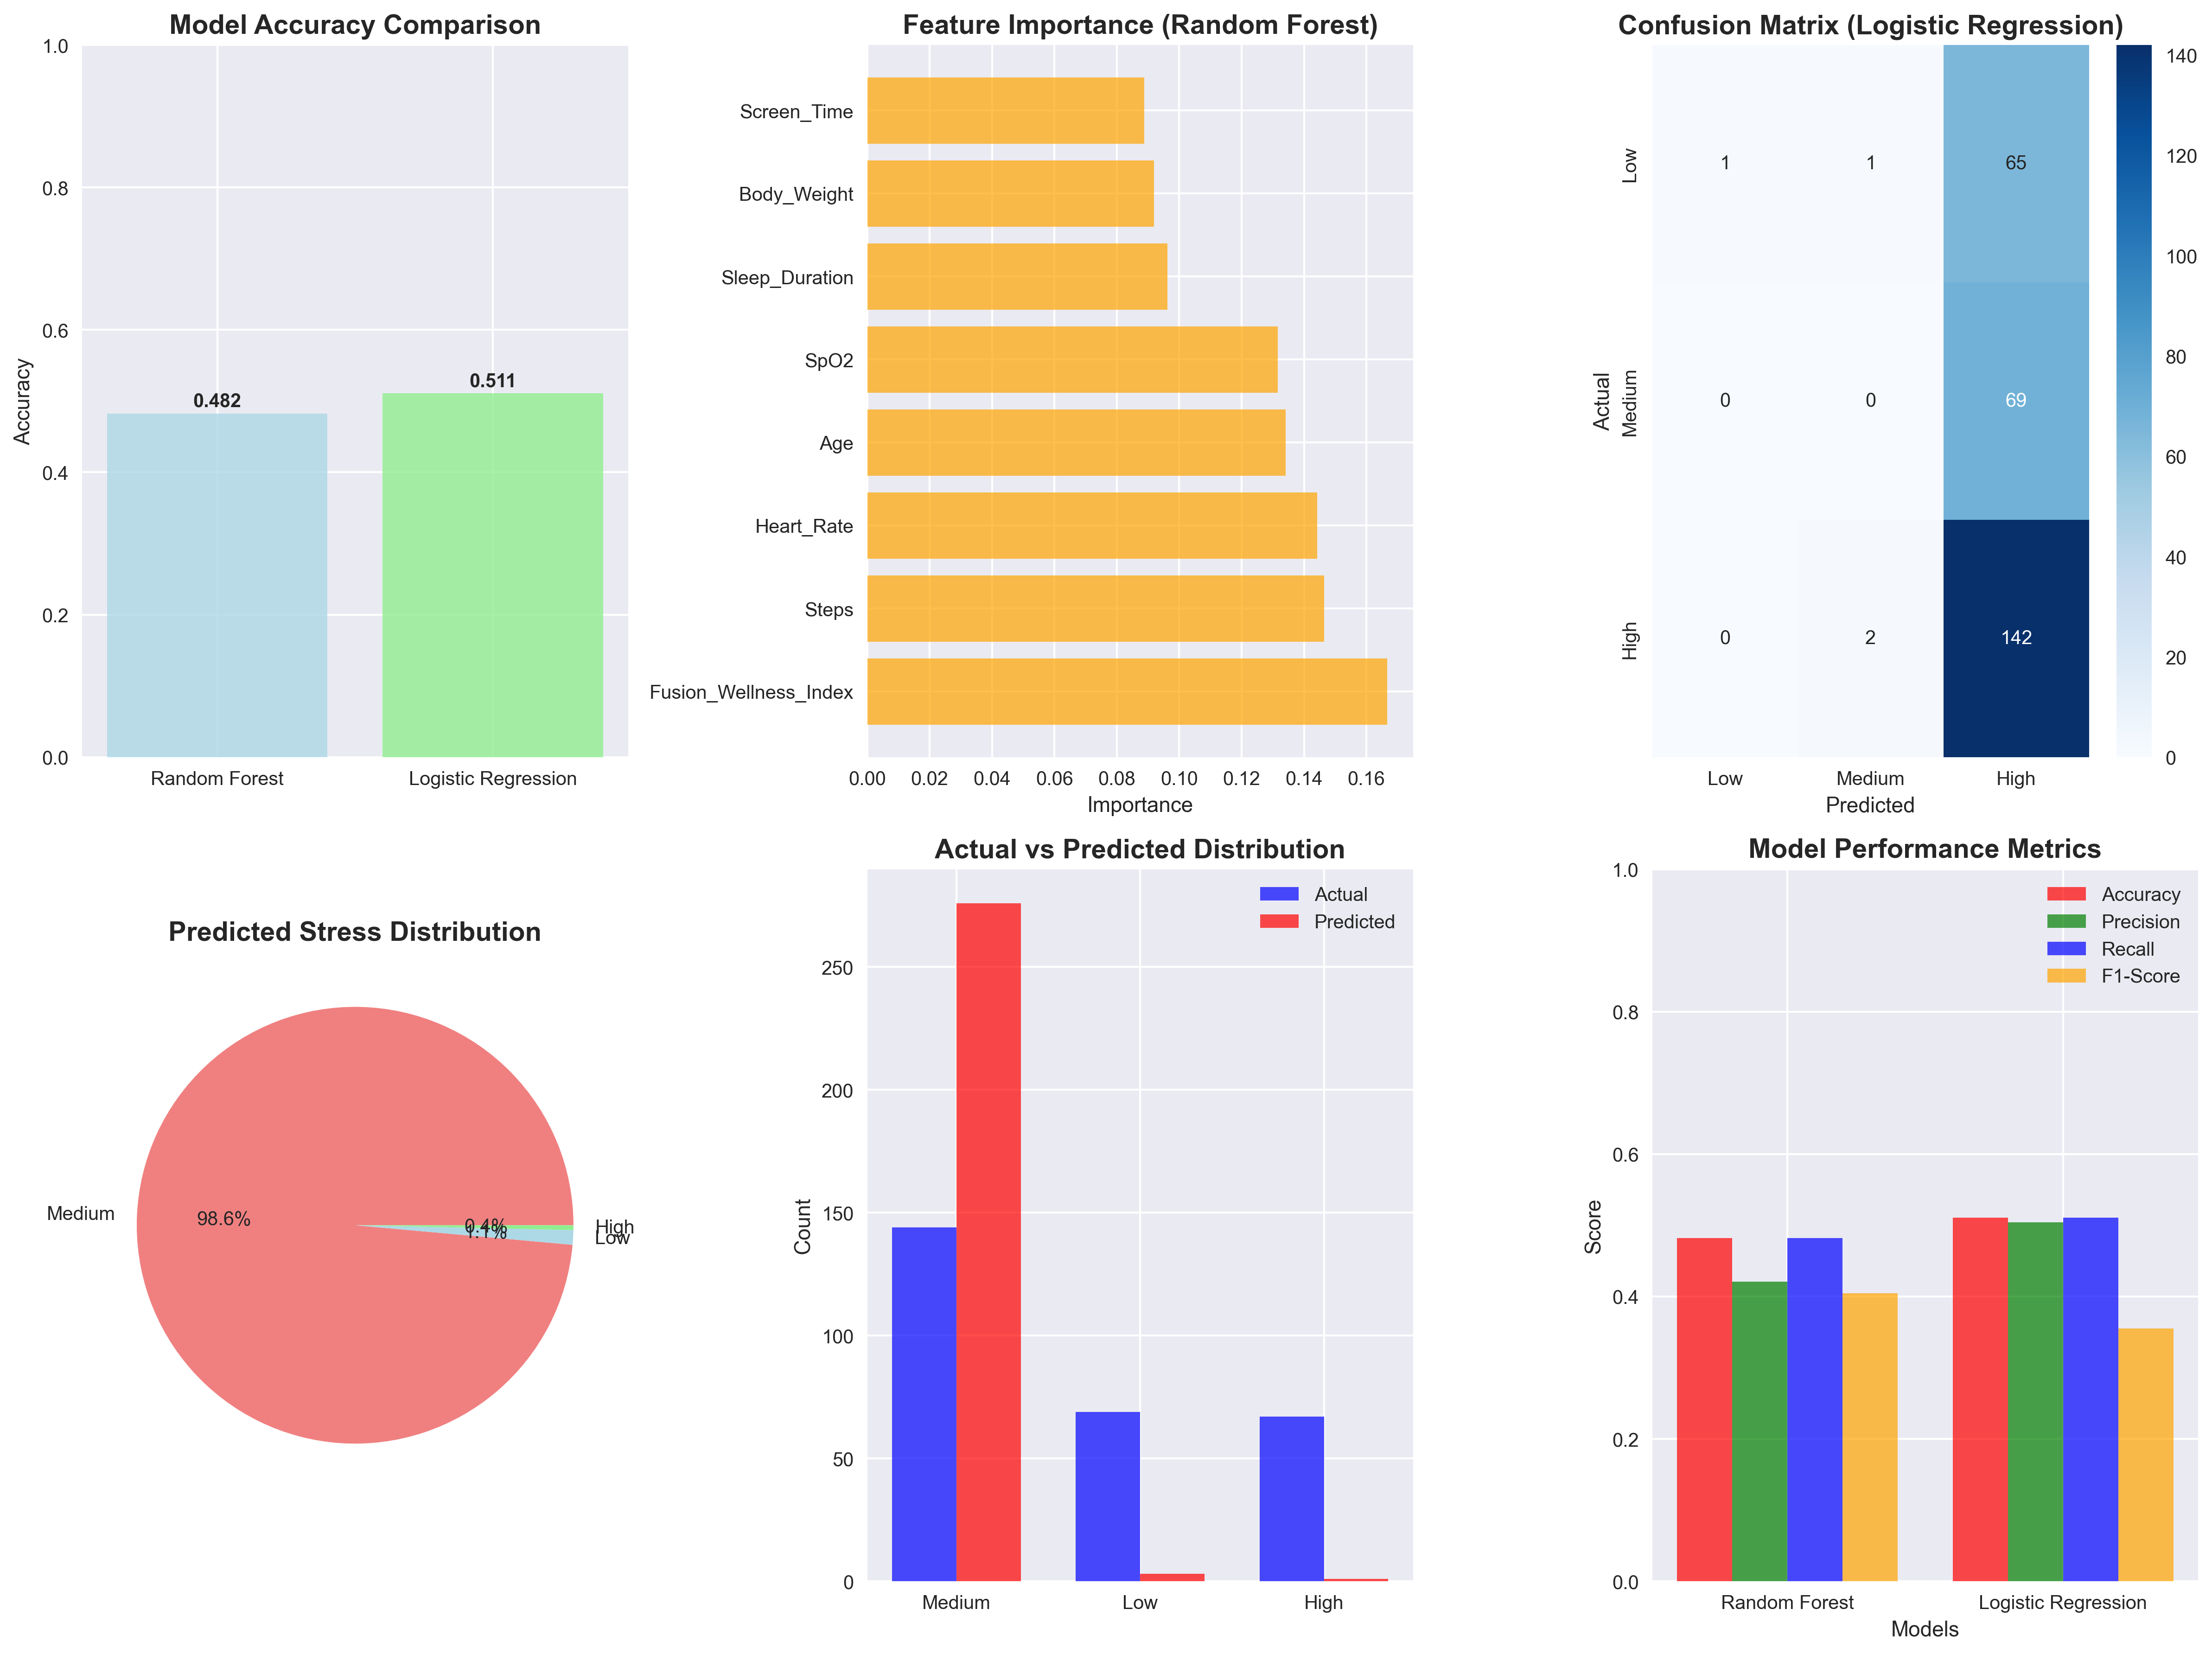 Model Accuracy Comparison
Accuracy
1.0
0.8
0.6
0.4
0.2
0.0
0.482
0.511
Random Forest
Logistic Regression
Feature Importance (Random Forest)
Screen_Time
Body_Weight
Sleep_Duration
SpO2
Age
Heart_Rate
Steps
Fusion_Wellness_Index
0.00 0.02 0.04 0.06 0.08 0.10 0.12 0.14 0.16
Importance
Confusion Matrix (Logistic Regression)
Actual
Low
1 1 65
Medium
0 0 69
High
0 2 142
Low Medium High
Predicted
140
120
100
80
60
40
20
0
Predicted Stress Distribution
Medium
98.6%
0.4%
1.1%
High
Low
Actual vs Predicted Distribution
Actual
Predicted
Count
250
200
150
100
50
0
Medium Low High
Model Performance Metrics
Accuracy
Precision
Recall
F1-Score
Score
1.0
0.8
0.6
0.4
0.2
0.0
Random Forest
Logistic Regression
Models